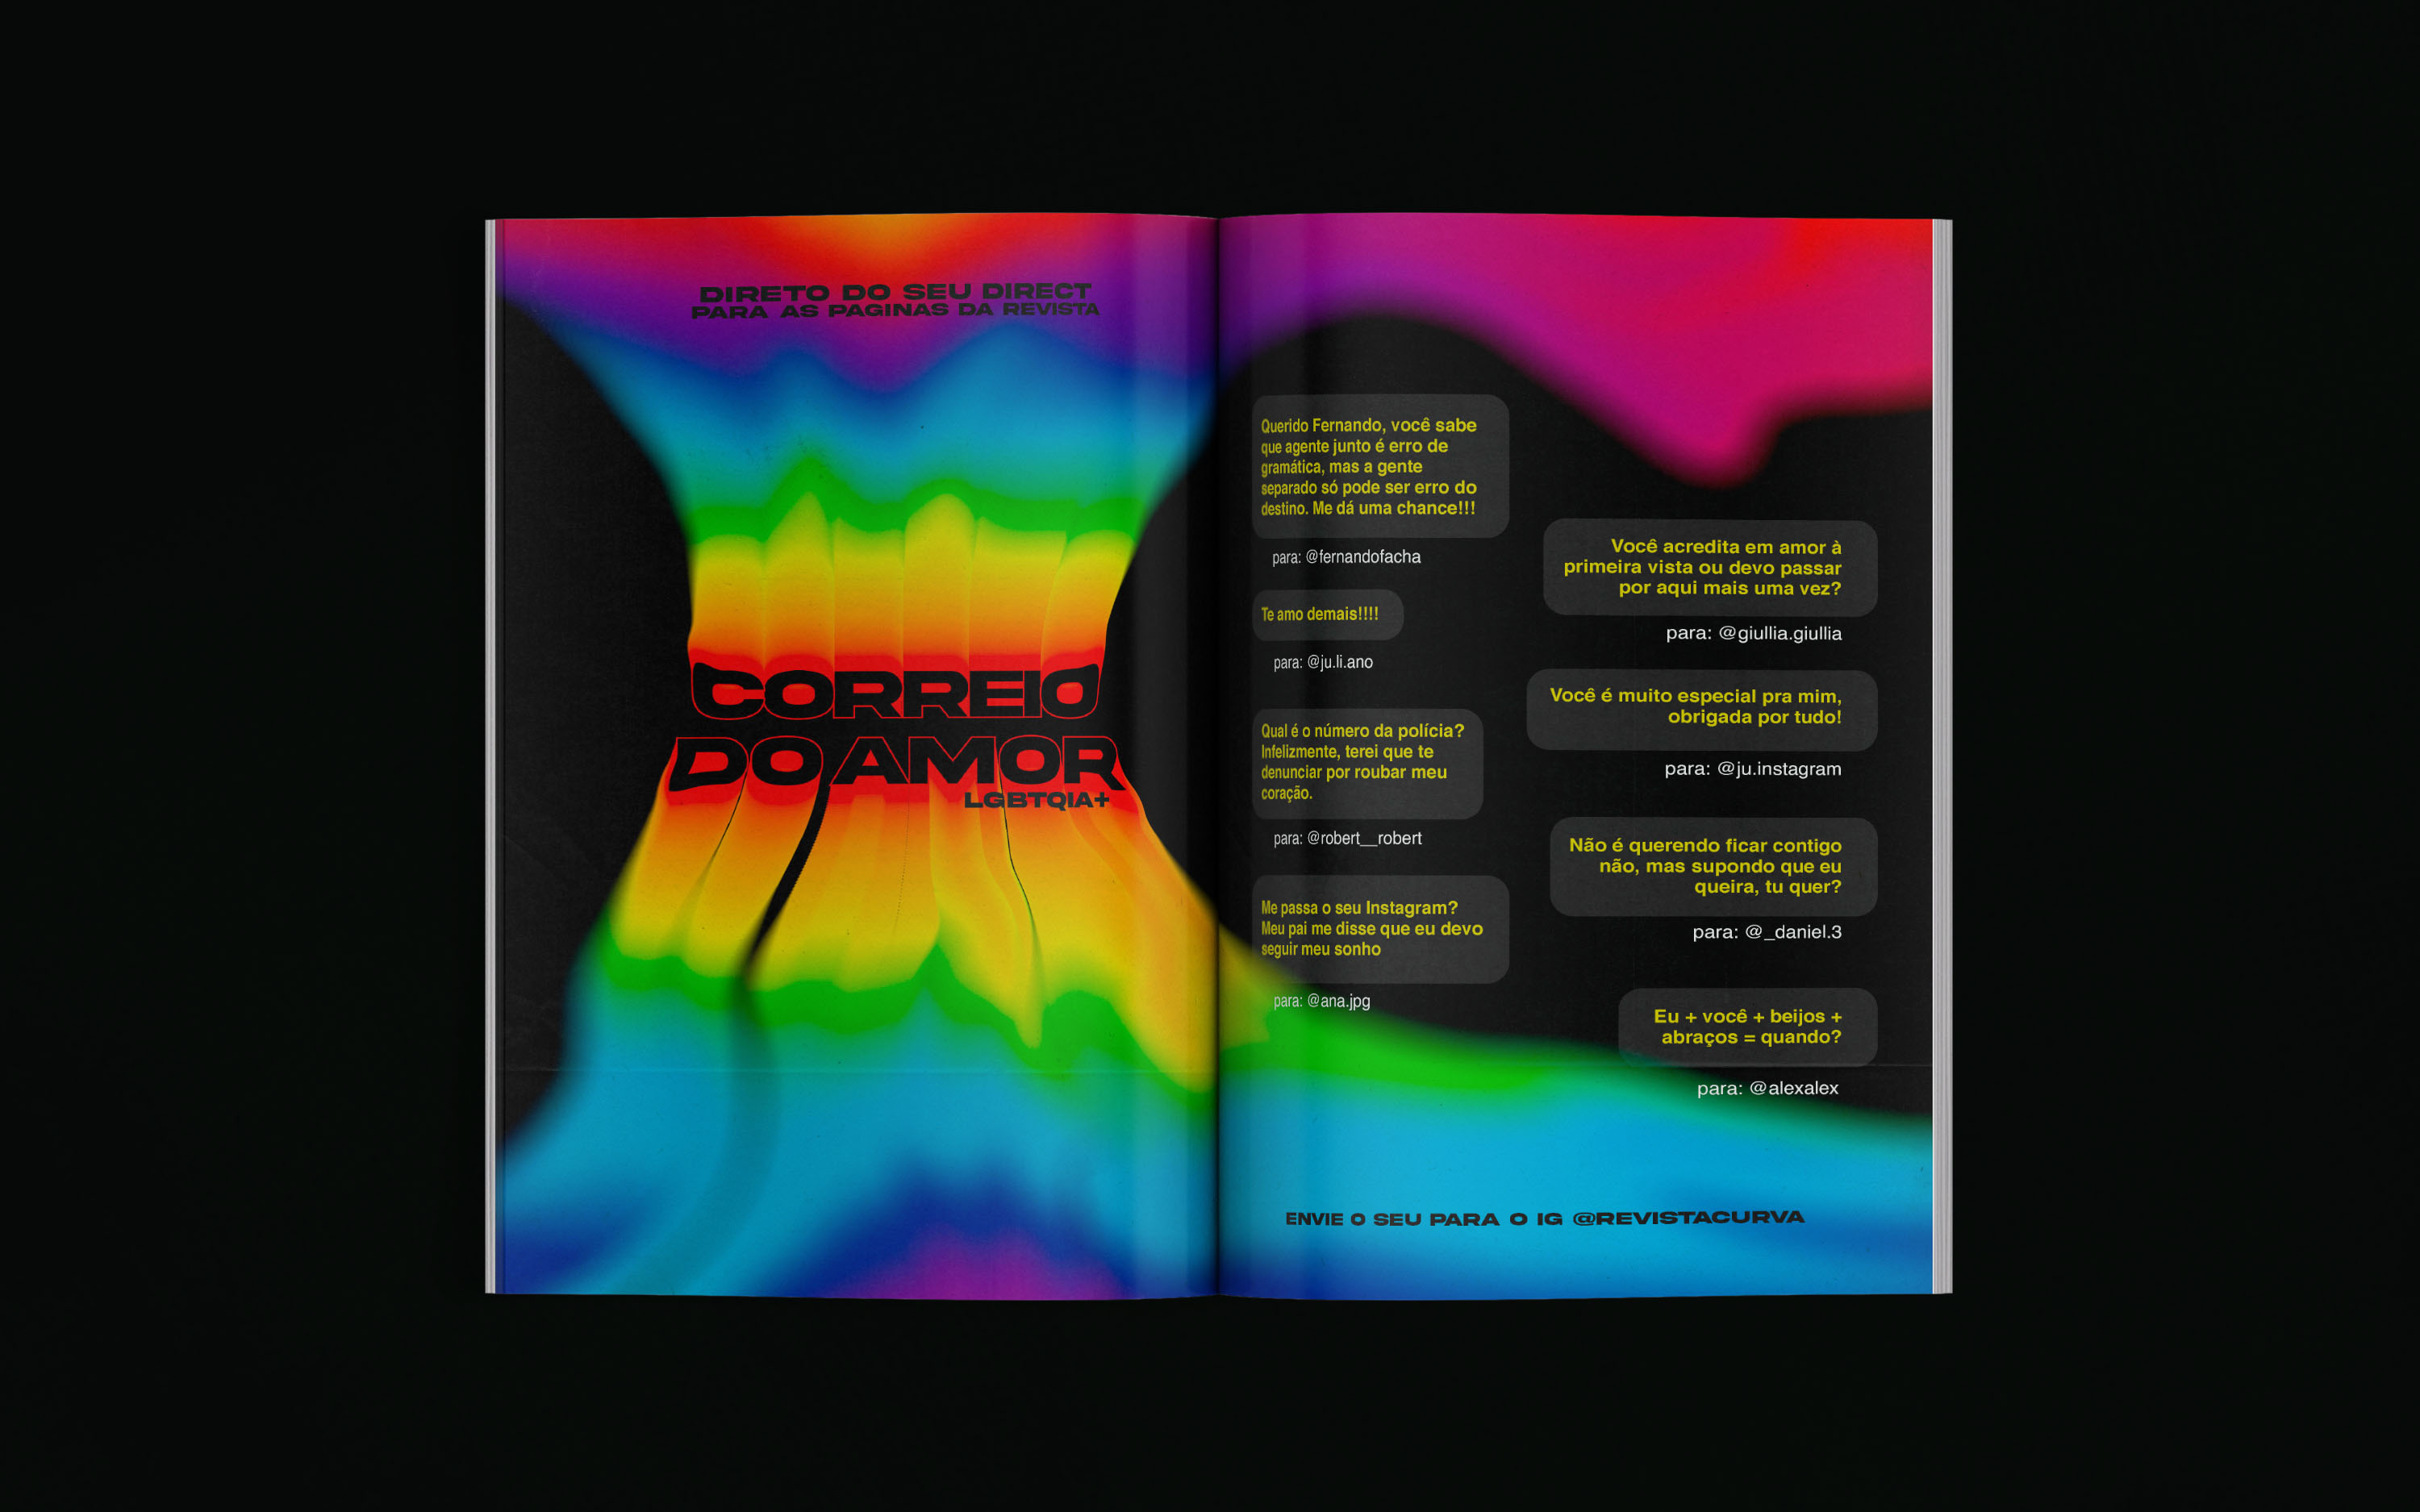 DIRETO DO SEU DIRECT
PARA AS PAGINAS DA REVISTA
CORREIO
DO AMOR
LGBTQIA+
Querido Fernando, você sabe
que agente junto é erro de
gramática, mas a gente
separado só pode ser erro do
destino. Me dá uma chance!!!
para: @fernandofacha
Te amo demais!!!!
para: @ju.li.ano
Qual é o número da polícia?
Infelizmente, terei que te
denunciar por roubar meu
coração.
para: @robert__robert
Me passa o seu Instagram?
Meu pai me disse que eu devo
seguir meu sonho
para: @ana.jpg
Você acredita em amor à
primeira vista ou devo passar
por aqui mais uma vez?
para: @giullia.giullia
Você é muito especial pra mim,
obrigada por tudo!
para: @ju.instagram
Não é querendo ficar contigo
não, mas supondo que eu
queira, tu quer?
para: @_daniel.3
Eu + você + beijos +
abraços = quando?
para: @alexalex
ENVIE O SEU PARA O IG @REVISTACURVA